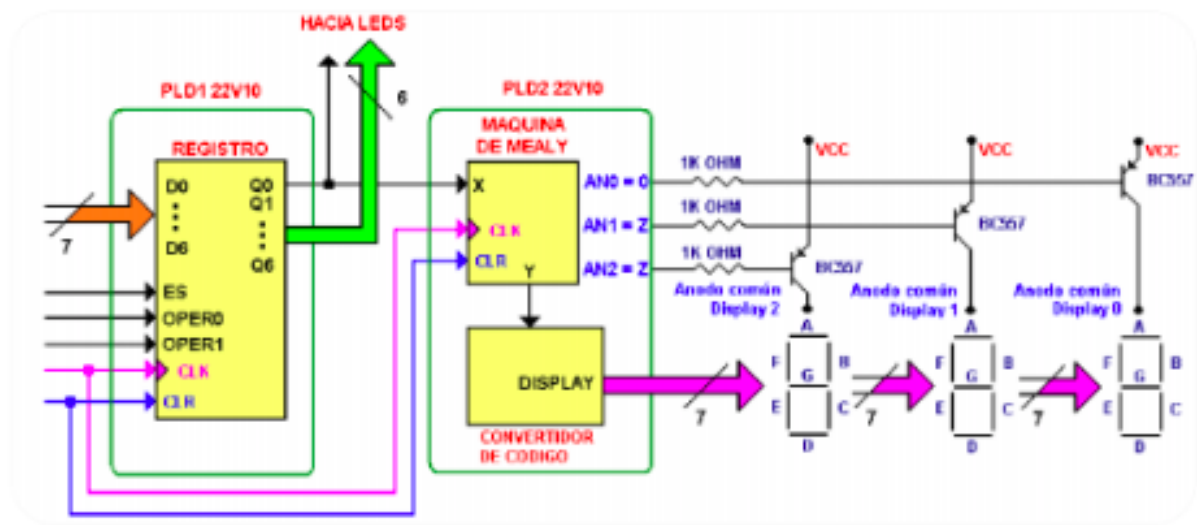 HACIA LEDS
6
PLD1 22V10
REGISTRO
D0
D6
7
Q0
Q1
Q6
ES
OPER0
OPER1
CLK
CLR
PLD2 22V10
MAQUINA
DE MEALY
X
CLK
CLR
Y
AN0 = 0
AN1 = Z
AN2 = Z
DISPLAY
CONVERTIDOR
DE CODIGO
1K OHM
1K OHM
1K OHM
VCC
VCC
VCC
BC557
BC557
BC557
Anodo común
Display 2
Anodo común
Display 1
Anodo común
Display 0
7
A
F
B
G
E
C
D
7
A
F
B
G
E
C
D
7
A
F
B
G
E
C
D